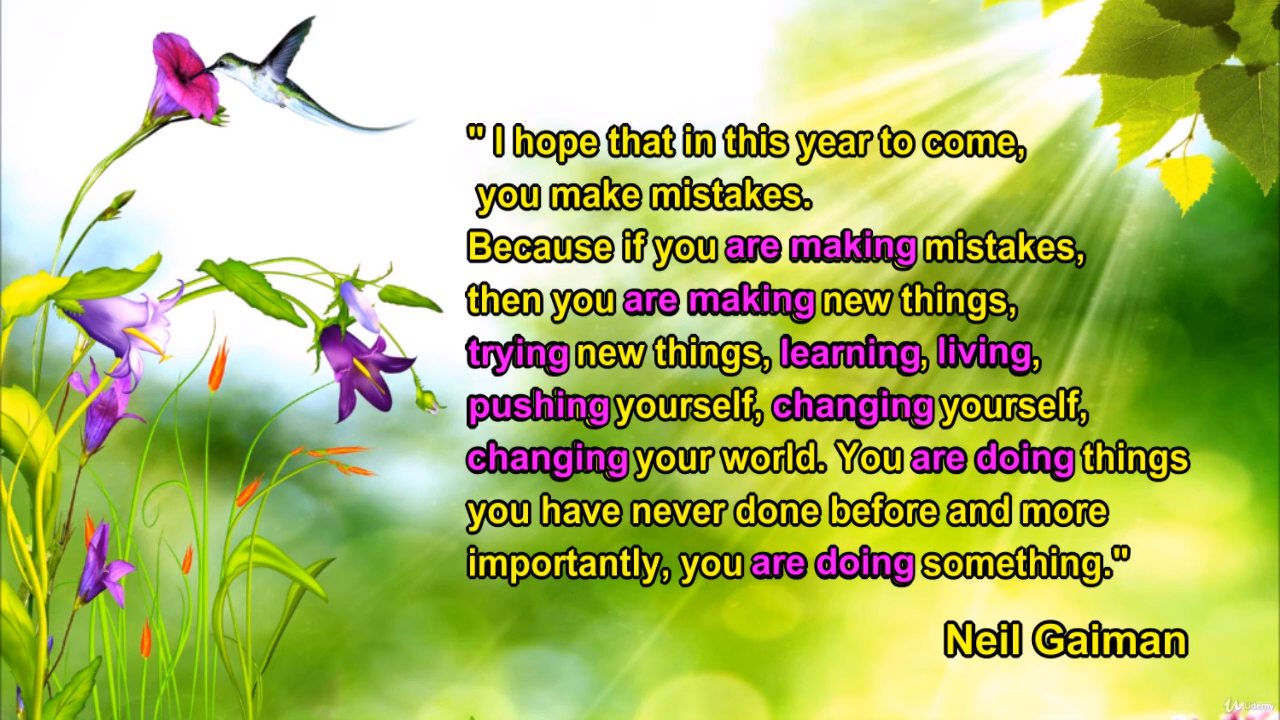 " I hope that in this year to come,
you make mistakes.
Because if you are making mistakes,
then you are making new things,
trying new things, learning, living,
pushing yourself, changing yourself,
changing your world. You are doing things
you have never done before and more
importantly, you are doing something."
Neil Gaiman
Udemy